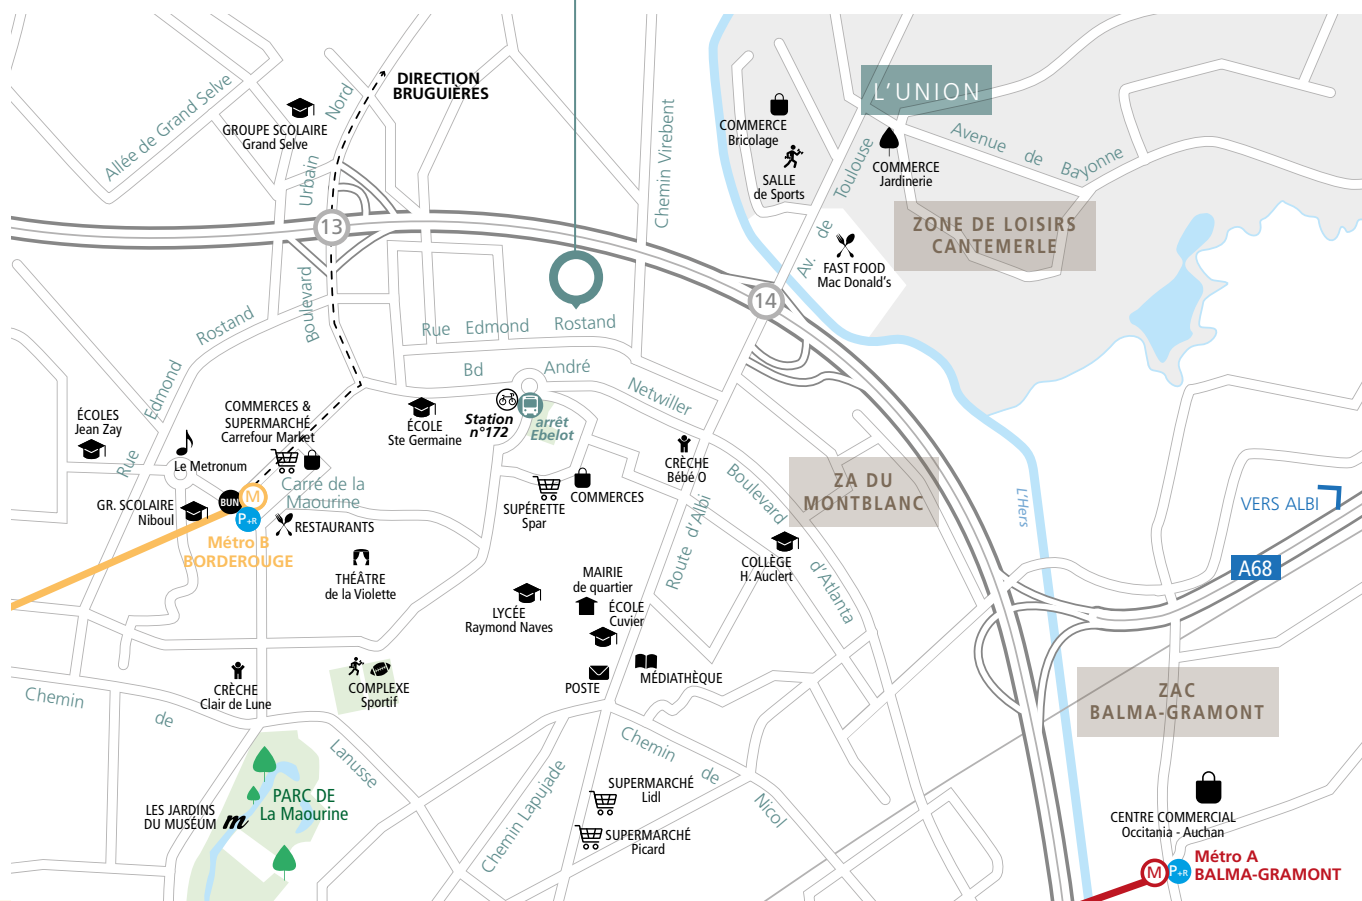 DIRECTION
BRUGUIÈRES
Allée de Grand Selve
GROUPE SCOLAIRE
Grand Selve
Boulevard
Urbain
Nord
Chemin Virebent
L'UNION
COMMERCE
Bricolage
SALLE
de Sports
COMMERCE
Jardinerie
Avenue de Bayonne
Av. de Toulouse
ZONE DE LOISIRS
CANTEMERLE
FAST FOOD
Mac Donald's
13
14
Rue Edmond Rostand
Rue Edmond Rostand
Bd André Netwiller
ÉCOLES
Jean Zay
COMMERCES &
SUPERMARCHÉ
Carrefour Market
Le Metronum
ÉCOLE
Ste Germaine
Station
n°172
arrêt
Ebelot
CRÈCHE
Bébé O
ZA DU
MONTBLANC
Boulevard d'Atlanta
GR. SCOLAIRE
Niboul
BUN
M
P+R
Carré de la
Maourine
RESTAURANTS
Métro B
BORDEROUGE
SUPÉRETTE
Spar
COMMERCES
Route d'Albi
L'Hers
VERS ALBI
A68
THÉÂTRE
de la Violette
COLLÈGE
H. Auclert
MAIRIE
de quartier
LYCÉE
Raymond Naves
ÉCOLE
Cuvier
MÉDIATHÈQUE
POSTE
CRÈCHE
Clair de Lune
COMPLEXE
Sportif
Chemin de Lanusse
ZAC
BALMA-GRAMONT
Chemin de Nicol
Chemin Lapujade
PARC DE
La Maourine
LES JARDINS
DU MUSÉUM
m
SUPERMARCHÉ
Lidl
SUPERMARCHÉ
Picard
CENTRE COMMERCIAL
Occitania - Auchan
M
P+R
Métro A
BALMA-GRAMONT